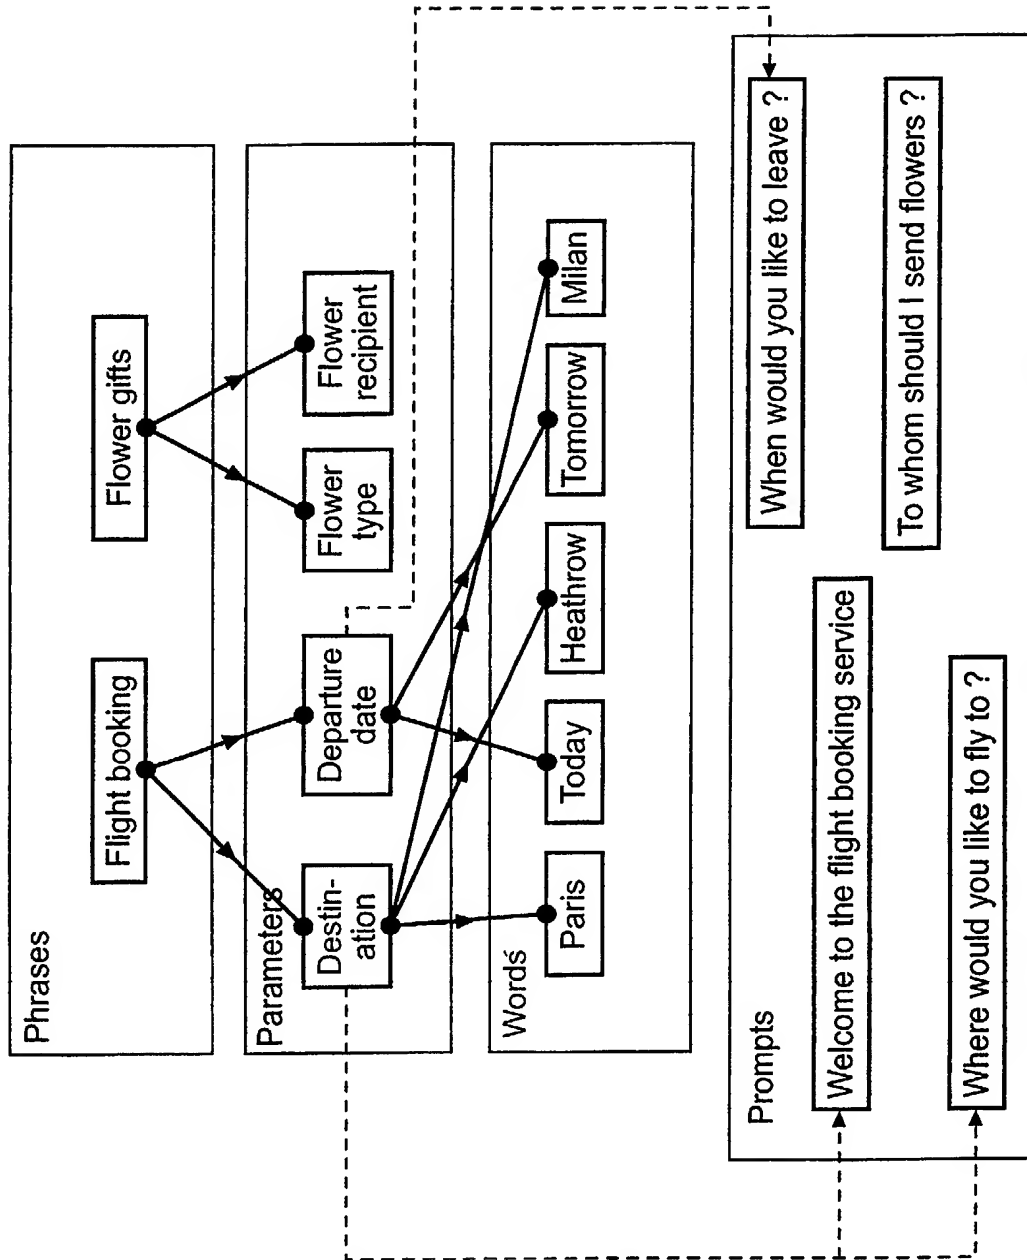 Phrases
Flight booking
Flower gifts
Parameters
Destin-
ation
Departure
date
Flower
type
Flower
recipient
Words
Paris
Today
Heathrow
Tomorrow
Milan
Prompts
Welcome to the flight booking service
When would you like to leave ?
Where would you like to fly to ?
To whom should I send flowers ?